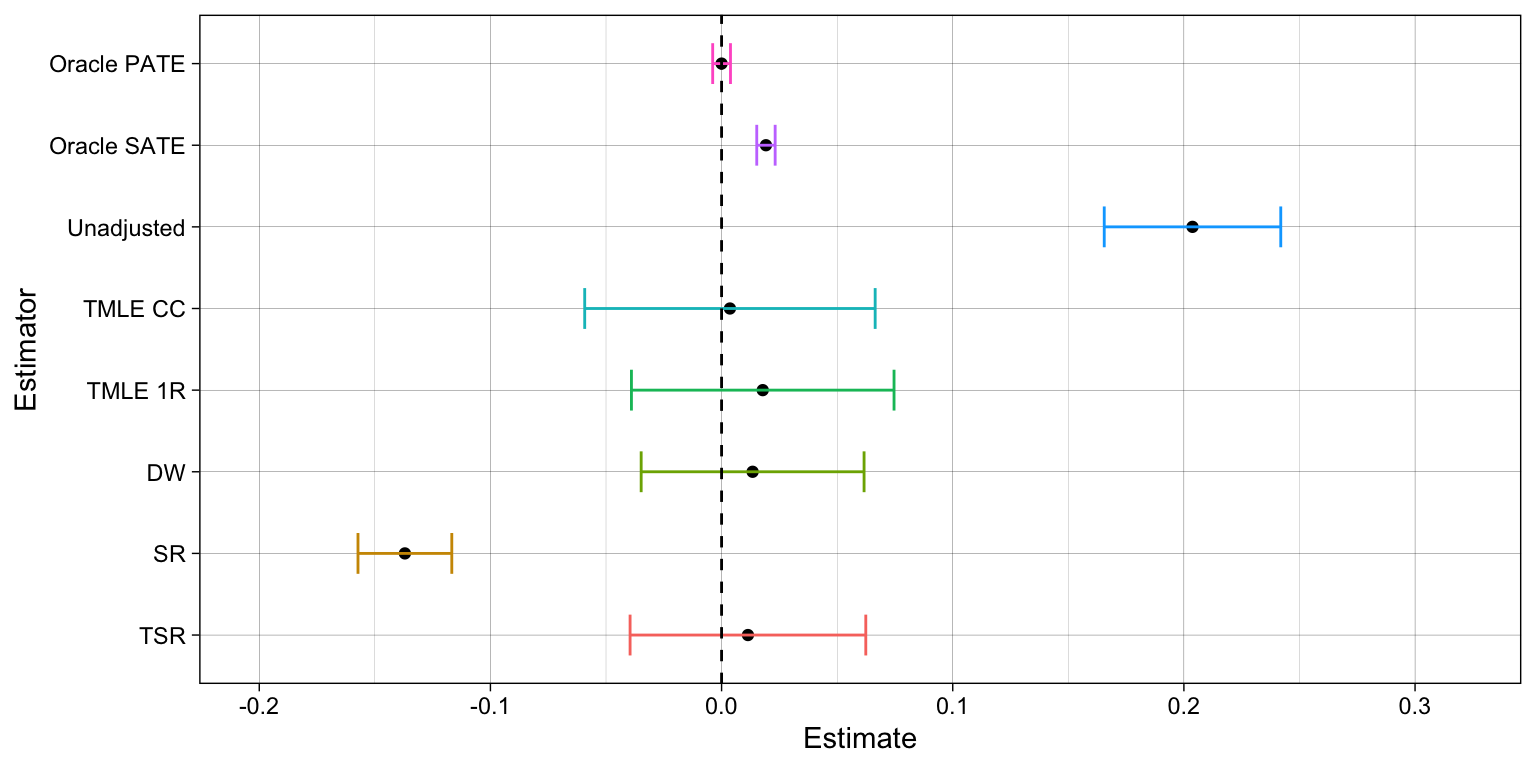 Estimator
Oracle PATE
Oracle SATE
Unadjusted
TMLE CC
TMLE 1R
DW
SR
TSR
-0.2 -0.1 0.0 0.1 0.2 0.3
Estimate